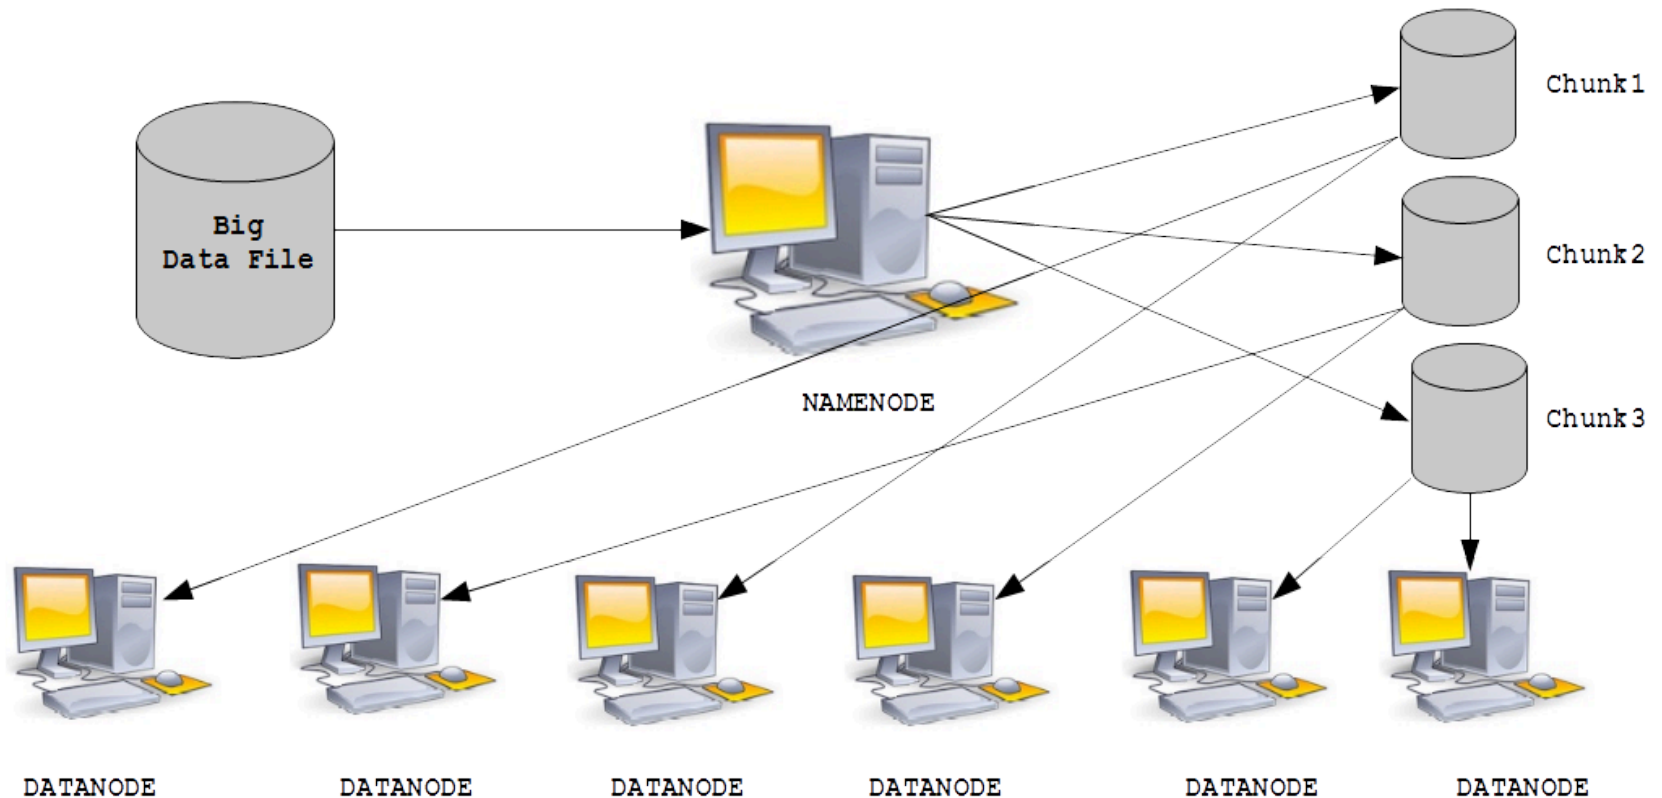 Big
Data File
NAMENODE
Chunk1
Chunk2
Chunk3
DATANODE
DATANODE
DATANODE
DATANODE
DATANODE
DATANODE